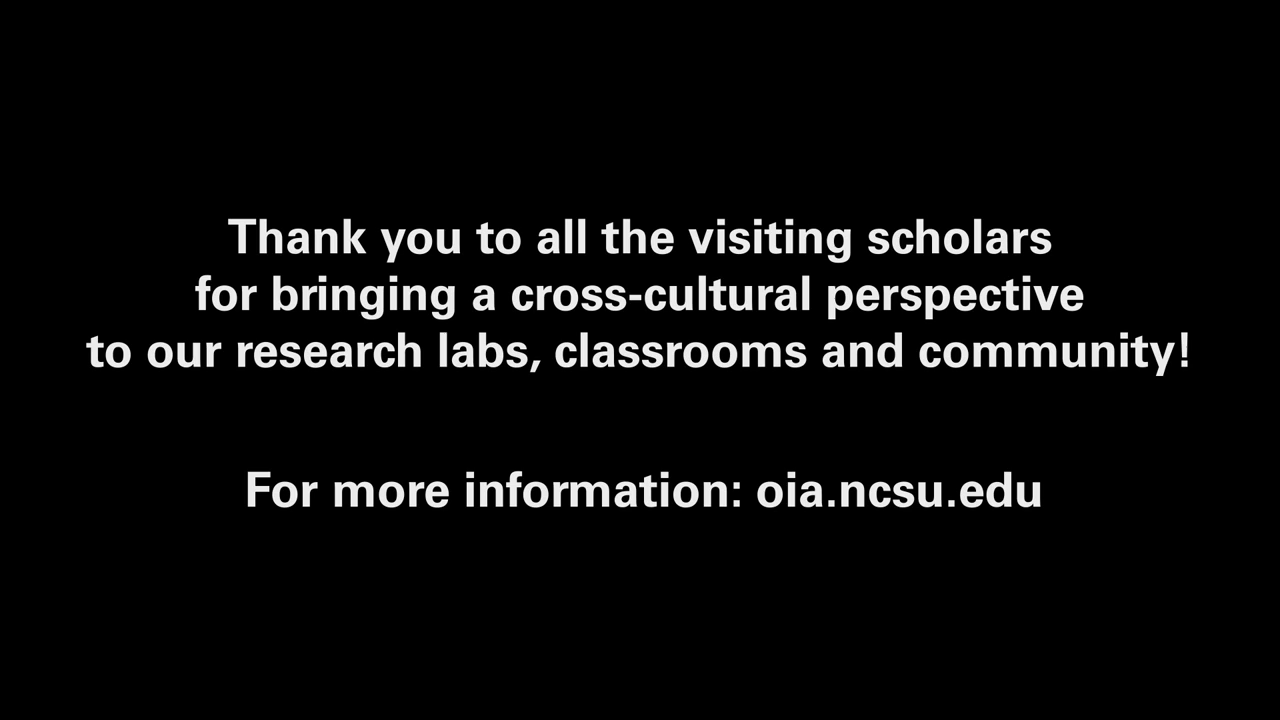 Thank you to all the visiting scholars
for bringing a cross-cultural perspective
to our research labs, classrooms and community!
For more information: oia.ncsu.edu